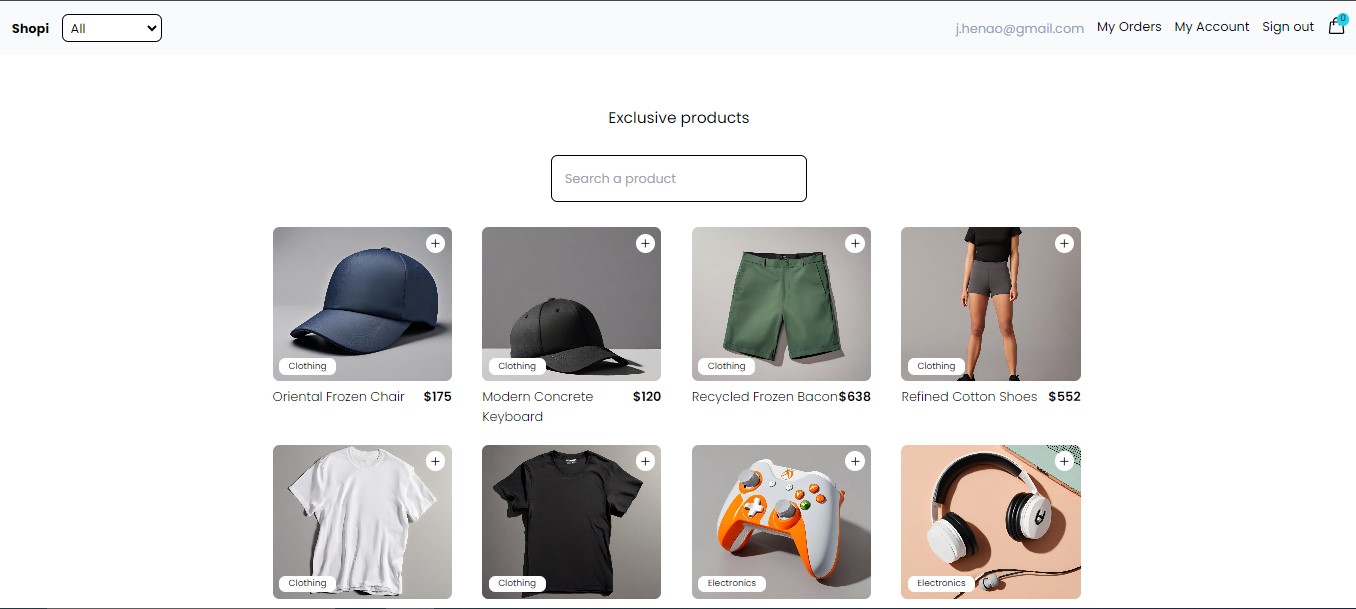 Shopi All j.henao@gmail.com My Orders My Account Sign out 0
Exclusive products
Search a product
Clothing Clothing Clothing Clothing
Oriental Frozen Chair $175 Modern Concrete $120 Recycled Frozen Bacon $638 Refined Cotton Shoes $552
Keyboard
Clothing Clothing Electronics Electronics